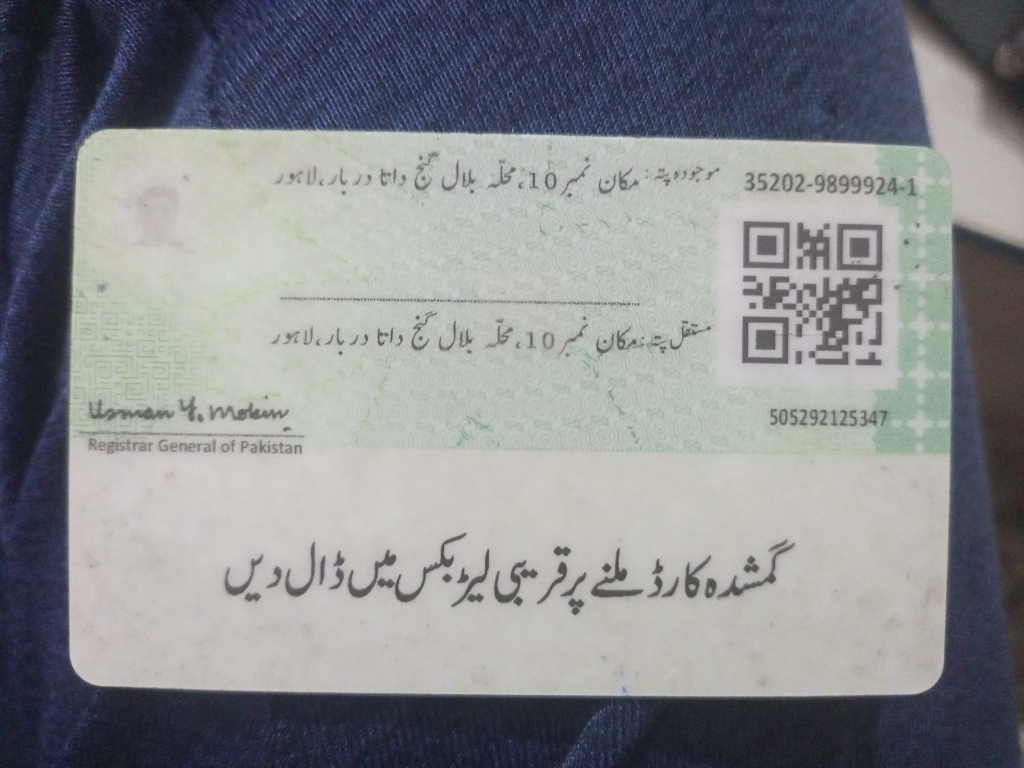 35202-9899924-1
موجودہ پتہ: مکان نمبر 10، محلّہ بلال گنج داتا دربار، لاہور
مستقل پتہ: مکان نمبر 10، محلّہ بلال گنج داتا دربار، لاہور
505292125347
Usman Y. Mobin
Registrar General of Pakistan
گمشدہ کارڈ ملنے پر قریبی لیٹر بکس میں ڈال دیں